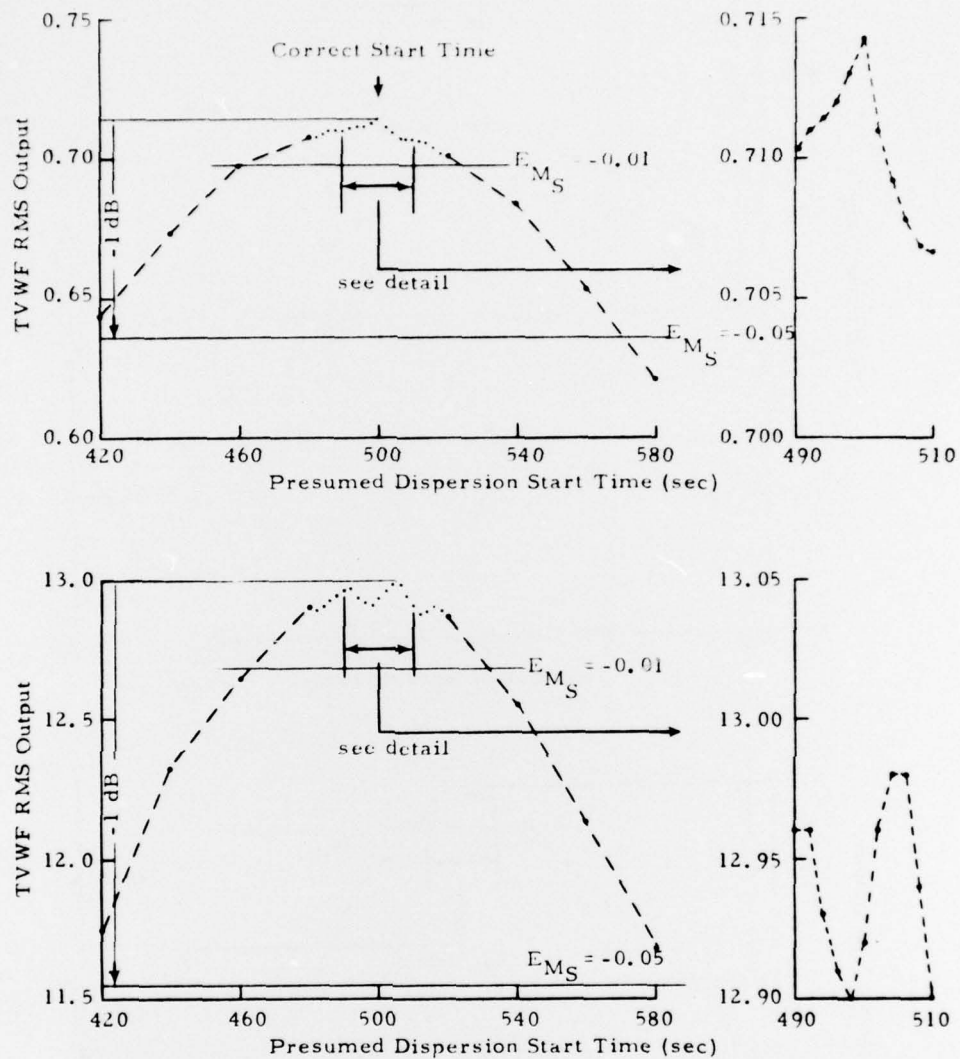 0.75
0.715
Correct Start Time
TVWF RMS Output
0.70
E_MS = -0.01
0.710
-1 dB
see detail
0.65
0.705
E_MS = -0.05
0.60
0.700
420 460 500 540 580
490 510
Presumed Dispersion Start Time (sec)
13.0
13.05
TVWF RMS Output
E_MS = -0.01
12.5
13.00
see detail
-1 dB
12.0
12.95
E_MS = -0.05
11.5
12.90
420 460 500 540 580
490 510
Presumed Dispersion Start Time (sec)